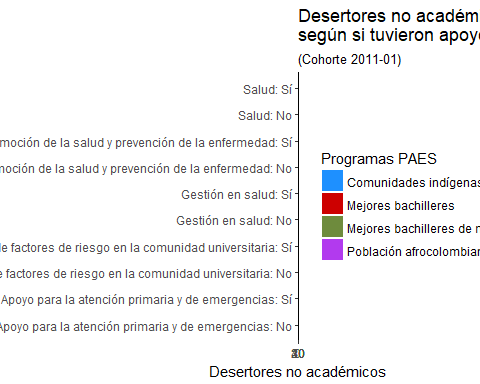 Desertores no académ
según si tuvieron apoy
(Cohorte 2011-01)
Salud: Sí
Salud: No
moción de la salud y prevención de la enfermedad: Sí
moción de la salud y prevención de la enfermedad: No
Gestión en salud: Sí
Gestión en salud: No
e factores de riesgo en la comunidad universitaria: Sí
e factores de riesgo en la comunidad universitaria: No
Apoyo para la atención primaria y de emergencias: Sí
Apoyo para la atención primaria y de emergencias: No
Programas PAES
Comunidades indígenas
Mejores bachilleres
Mejores bachilleres de
Población afrocolombian
Desertores no académicos